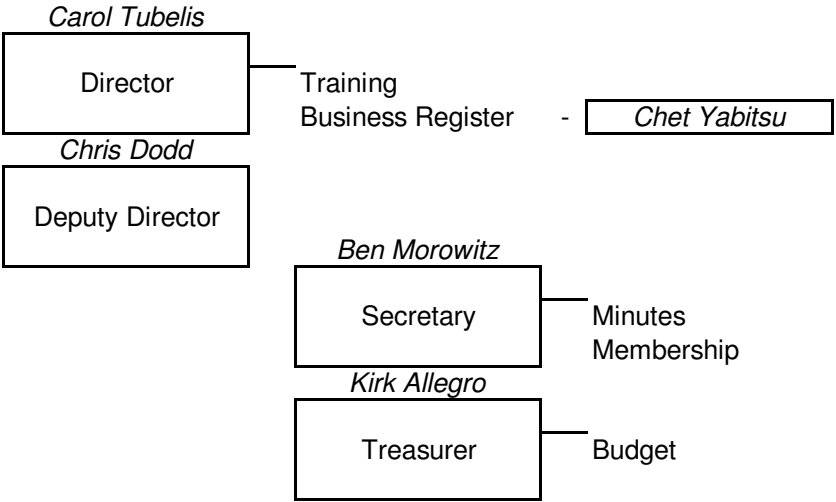 Carol Tubelis
Director
Training
Business Register - Chet Yabitsu
Chris Dodd
Deputy Director
Ben Morowitz
Secretary
Minutes
Membership
Kirk Allegro
Treasurer
Budget